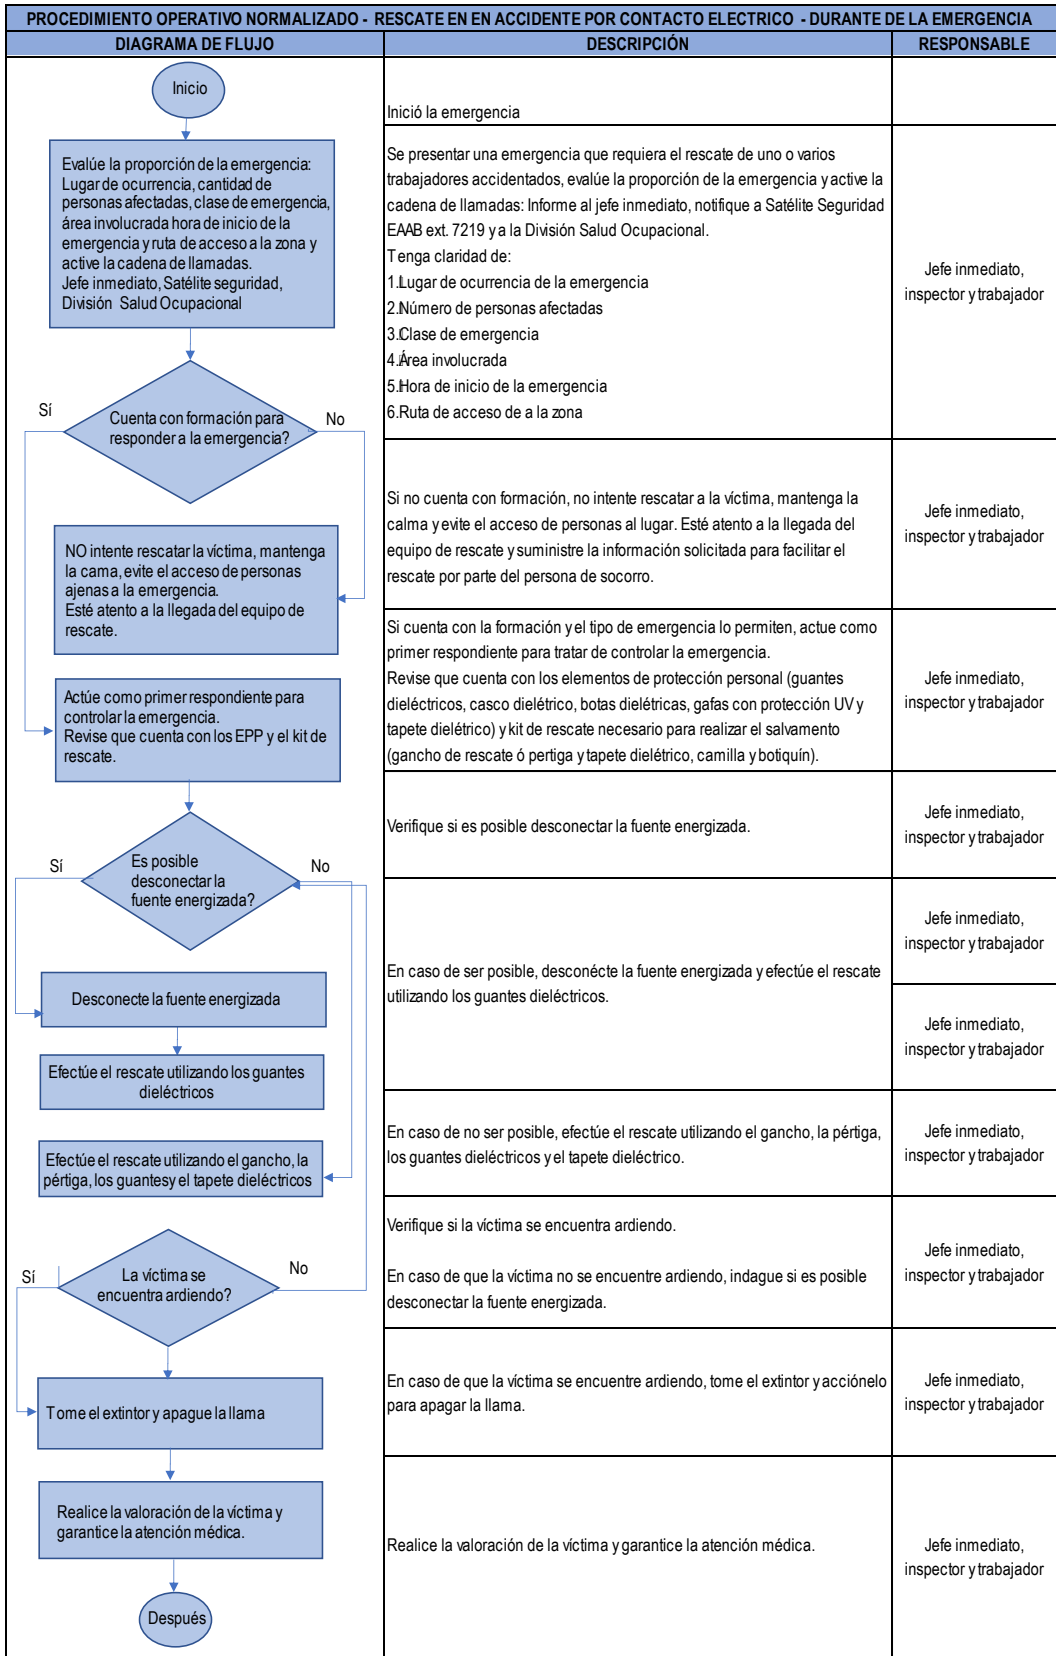 PROCEDIMIENTO OPERATIVO NORMALIZADO - RESCATE EN EN ACCIDENTE POR CONTACTO ELECTRICO - DURANTE DE LA EMERGENCIA
DIAGRAMA DE FLUJO
DESCRIPCIÓN
RESPONSABLE
Inicio
Inició la emergencia
Evalúe la proporción de la emergencia:
Lugar de ocurrencia, cantidad de
personas afectadas, clase de emergencia,
área involucrada hora de inicio de la
emergencia y ruta de acceso a la zona y
active la cadena de llamadas.
Jefe inmediato, Satélite seguridad,
División Salud Ocupacional
Se presentar una emergencia que requiera el rescate de uno o varios
trabajadores accidentados, evalúe la proporción de la emergencia y active la
cadena de llamadas: Informe al jefe inmediato, notifique a Satélite Seguridad
EAAB ext. 7219 y a la División Salud Ocupacional.
Tenga claridad de:
1.Lugar de ocurrencia de la emergencia
2.Número de personas afectadas
3.Clase de emergencia
4.Área involucrada
5.Hora de inicio de la emergencia
6.Ruta de acceso de a la zona
Jefe inmediato,
inspector y trabajador
Sí
Cuenta con formación para
responder a la emergencia?
No
NO intente rescatar la víctima, mantenga
la cama, evite el acceso de personas
ajenas a la emergencia.
Esté atento a la llegada del equipo de
rescate.
Si no cuenta con formación, no intente rescatar a la víctima, mantenga la
calma y evite el acceso de personas al lugar. Esté atento a la llegada del
equipo de rescate y suministre la información solicitada para facilitar el
rescate por parte del persona de socorro.
Jefe inmediato,
inspector y trabajador
Actúe como primer respondiente para
controlar la emergencia.
Revise que cuenta con los EPP y el kit de
rescate.
Si cuenta con la formación y el tipo de emergencia lo permiten, actue como
primer respondiente para tratar de controlar la emergencia.
Revise que cuenta con los elementos de protección personal (guantes
dieléctricos, casco dielétrico, botas dielétricas, gafas con protección UV y
tapete dielétrico) y kit de rescate necesario para realizar el salvamento
(gancho de rescate ó pertiga y tapete dielétrico, camilla y botiquín).
Jefe inmediato,
inspector y trabajador
Sí
Es posible
desconectar la
fuente energizada?
No
Verifique si es posible desconectar la fuente energizada.
Jefe inmediato,
inspector y trabajador
Desconecte la fuente energizada
Efectúe el rescate utilizando los guantes
dieléctricos
En caso de ser posible, desconécte la fuente energizada y efectúe el rescate
utilizando los guantes dieléctricos.
Jefe inmediato,
inspector y trabajador
Jefe inmediato,
inspector y trabajador
Efectúe el rescate utilizando el gancho, la
pértiga, los guantesy el tapete dieléctricos
En caso de no ser posible, efectúe el rescate utilizando el gancho, la pértiga,
los guantes dieléctricos y el tapete dieléctrico.
Jefe inmediato,
inspector y trabajador
Sí
La víctima se
encuentra ardiendo?
No
Verifique si la víctima se encuentra ardiendo.
En caso de que la víctima no se encuentre ardiendo, indague si es posible
desconectar la fuente energizada.
Jefe inmediato,
inspector y trabajador
Tome el extintor y apague la llama
En caso de que la víctima se encuentre ardiendo, tome el extintor y acciónelo
para apagar la llama.
Jefe inmediato,
inspector y trabajador
Realice la valoración de la víctima y
garantice la atención médica.
Realice la valoración de la víctima y garantice la atención médica.
Jefe inmediato,
inspector y trabajador
Después